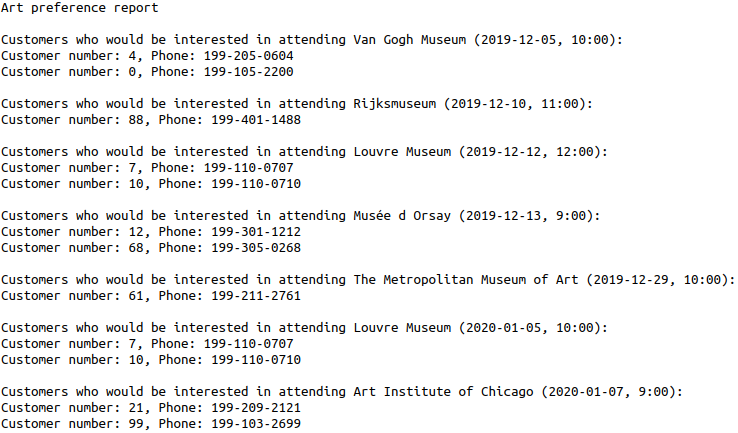 Art preference report
Customers who would be interested in attending Van Gogh Museum (2019-12-05, 10:00):
Customer number: 4, Phone: 199-205-0604
Customer number: 0, Phone: 199-105-2200
Customers who would be interested in attending Rijksmuseum (2019-12-10, 11:00):
Customer number: 88, Phone: 199-401-1488
Customers who would be interested in attending Louvre Museum (2019-12-12, 12:00):
Customer number: 7, Phone: 199-110-0707
Customer number: 10, Phone: 199-110-0710
Customers who would be interested in attending Musée d Orsay (2019-12-13, 9:00):
Customer number: 12, Phone: 199-301-1212
Customer number: 68, Phone: 199-305-0268
Customers who would be interested in attending The Metropolitan Museum of Art (2019-12-29, 10:00):
Customer number: 61, Phone: 199-211-2761
Customers who would be interested in attending Louvre Museum (2020-01-05, 10:00):
Customer number: 7, Phone: 199-110-0707
Customer number: 10, Phone: 199-110-0710
Customers who would be interested in attending Art Institute of Chicago (2020-01-07, 9:00):
Customer number: 21, Phone: 199-209-2121
Customer number: 99, Phone: 199-103-2699